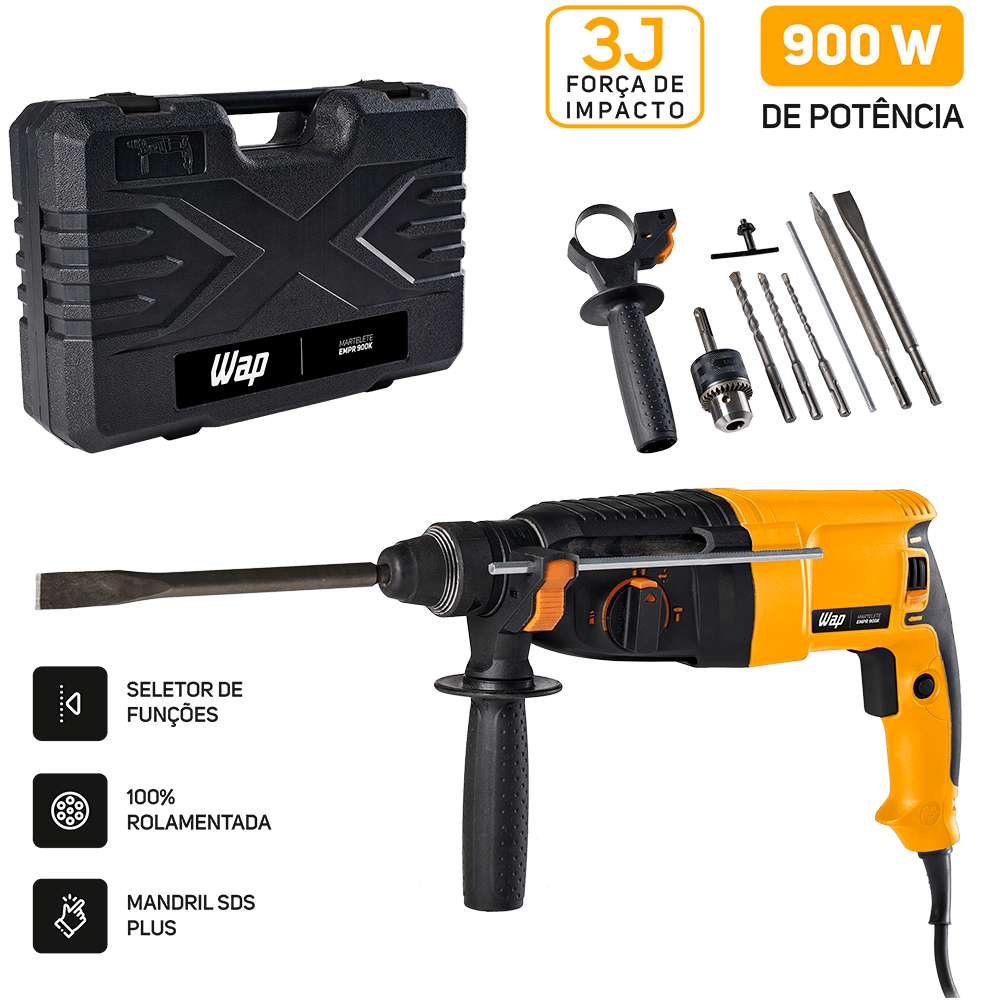 3J
FORÇA DE
IMPACTO
900 W
DE POTÊNCIA
Wap
MARTELETE
EMPR 900K
Wap
MARTELETE
EMPR 900K
SELETOR DE
FUNÇÕES
100%
ROLAMENTADA
MANDRIL SDS
PLUS